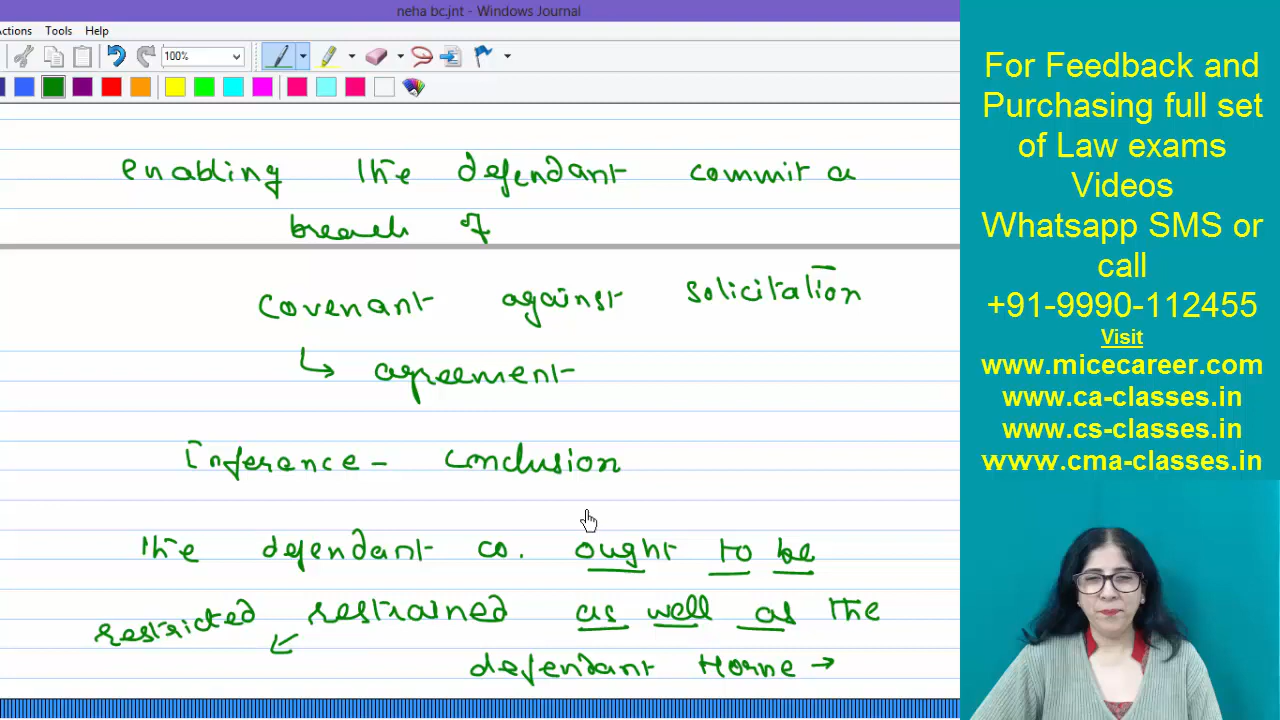 neha bc.jnt - Windows Journal
Actions Tools Help
100%
enabling the defendant commit a
breach of
covenant against solicitation
↳ agreement
Inference - conclusion
the defendant co. ought to be
restricted restrained as well as the
defendant Horne →
For Feedback and
Purchasing full set
of Law exams
Videos
Whatsapp SMS or
call
+91-9990-112455
Visit
www.micecareer.com
www.ca-classes.in
www.cs-classes.in
www.cma-classes.in